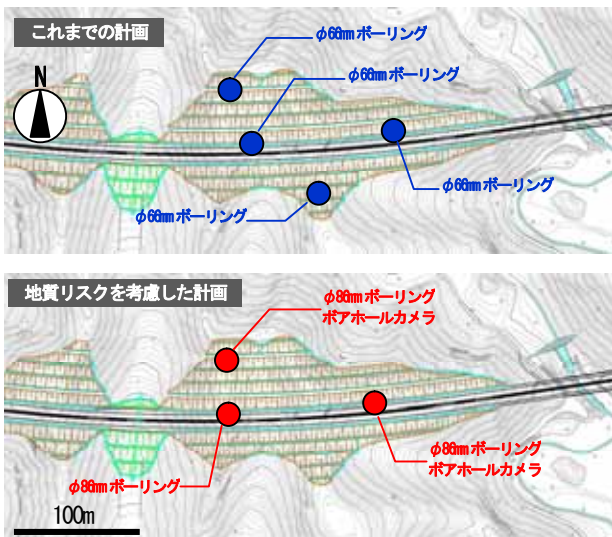 これまでの計画
φ66mmボーリング
φ66mmボーリング
N
φ66mmボーリング
φ66mmボーリング
地質リスクを考慮した計画
φ86mmボーリング
ボアホールカメラ
φ86mmボーリング
ボアホールカメラ
φ86mmボーリング
100m